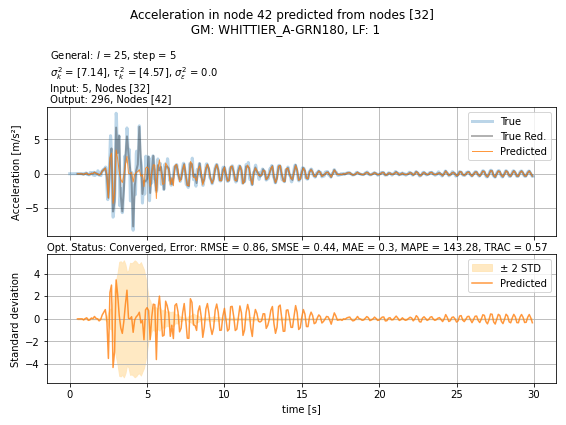 Acceleration in node 42 predicted from nodes [32]
GM: WHITTIER_A-GRN180, LF: 1
General: l = 25, step = 5
σ²ₖ = [7.14], τ²ₖ = [4.57], σ²ₑ = 0.0
Input: 5, Nodes [32]
Output: 296, Nodes [42]
Acceleration [m/s²]
5
0
−5
True
True Red.
Predicted
Opt. Status: Converged, Error: RMSE = 0.86, SMSE = 0.44, MAE = 0.3, MAPE = 143.28, TRAC = 0.57
Standard deviation
4
2
0
−2
−4
± 2 STD
Predicted
0 5 10 15 20 25 30
time [s]